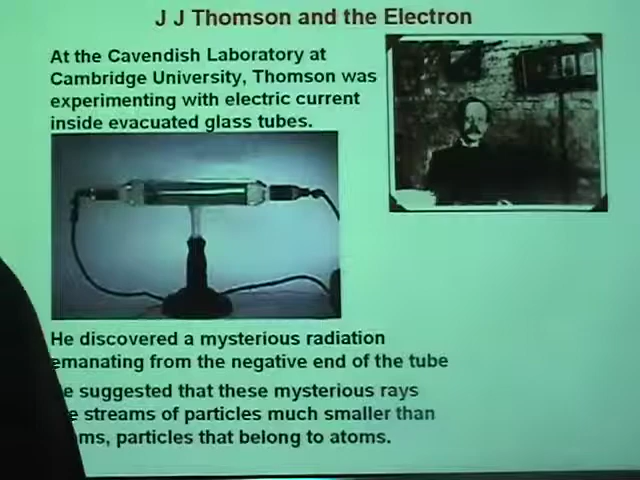 J J Thomson and the Electron
At the Cavendish Laboratory at
Cambridge University, Thomson was
experimenting with electric current
inside evacuated glass tubes.
He discovered a mysterious radiation
emanating from the negative end of the tube
e suggested that these mysterious rays
e streams of particles much smaller than
ms, particles that belong to atoms.